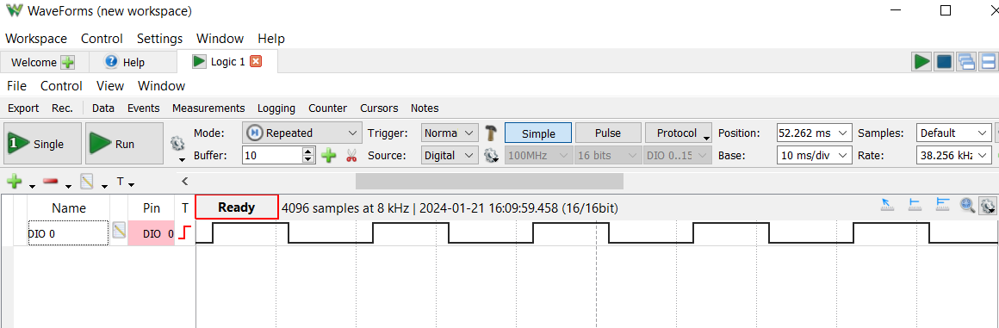 WaveForms (new workspace)
Workspace Control Settings Window Help
Welcome Help Logic 1
File Control View Window
Export Rec. Data Events Measurements Logging Counter Cursors Notes
1 Single Run Mode: Repeated Trigger: Norma Simple Pulse Protocol Position: 52.262 ms Samples: Default
Buffer: 10 Source: Digital 100MHz 16 bits DIO 0..15 Base: 10 ms/div Rate: 38.256 kHz
T
Name Pin T Ready 4096 samples at 8 kHz | 2024-01-21 16:09:59.458 (16/16bit)
DIO 0 DIO 0